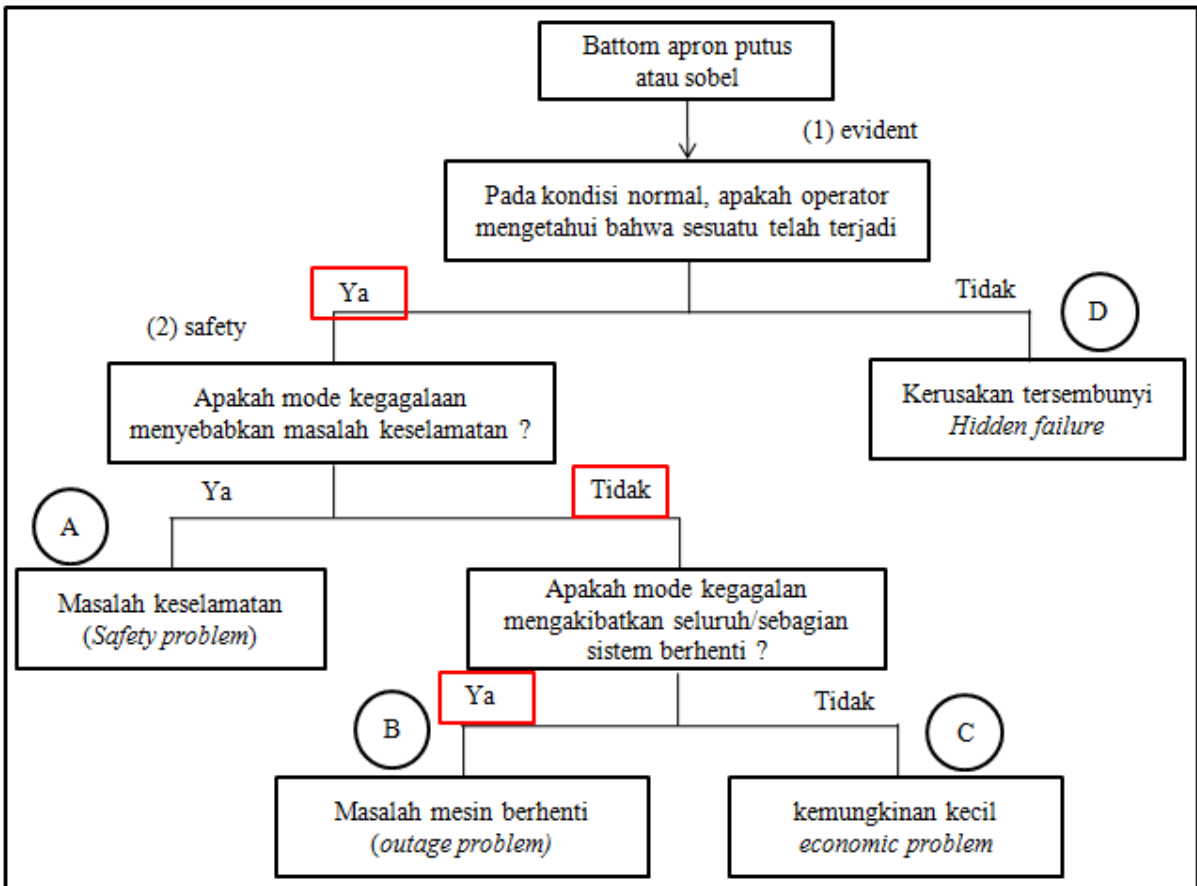 Battom apron putus
atau sobel
(1) evident
Pada kondisi normal, apakah operator
mengetahui bahwa sesuatu telah terjadi
Ya
Tidak
(2) safety
D
Apakah mode kegagalaan
menyebabkan masalah keselamatan ?
Kerusakan tersembunyi
Hidden failure
Ya
Tidak
A
Masalah keselamatan
(Safety problem)
Apakah mode kegagalan
mengakibatkan seluruh/sebagian
sistem berhenti ?
Ya
Tidak
B
C
Masalah mesin berhenti
(outage problem)
kemungkinan kecil
economic problem